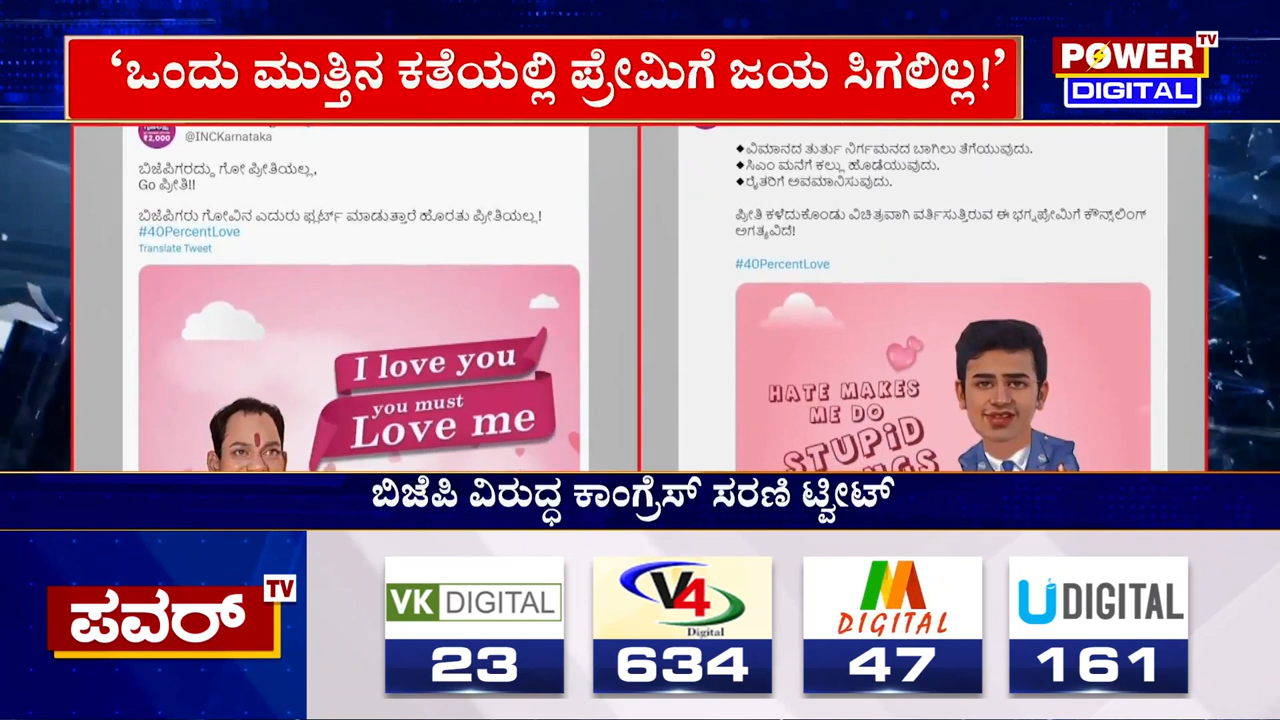 ‘ಒಂದು ಮುತ್ತಿನ ಕತೆಯಲ್ಲಿ ಪ್ರೇಮಿಗೆ ಜಯ ಸಿಗಲಿಲ್ಲ!’
POWER TV
DIGITAL
₹2,000
@INCKarnataka
ಬಿಜೆಪಿಗರದ್ದು ಗೋ ಪ್ರೀತಿಯಲ್ಲ,
Go ಪ್ರೀತಿ!!
ಬಿಜೆಪಿಗರು ಗೋವಿನ ಎದುರು ಫ್ಲರ್ಟ್ ಮಾಡುತ್ತಾರೆ ಹೊರತು ಪ್ರೀತಿಯಲ್ಲ!
#40PercentLove
Translate Tweet
I love you
you must
Love me
◆ವಿಮಾನದ ತುರ್ತು ನಿರ್ಗಮನದ ಬಾಗಿಲು ತೆಗೆಯುವುದು.
◆ಸಿಎಂ ಮನೆಗೆ ಕಲ್ಲು ಹೊಡೆಯುವುದು.
◆ರೈತರಿಗೆ ಅವಮಾನಿಸುವುದು.
ಪ್ರೀತಿ ಕಳೆದುಕೊಂಡು ವಿಚಿತ್ರವಾಗಿ ವರ್ತಿಸುತ್ತಿರುವ ಈ ಭಗ್ನಪ್ರೇಮಿಗೆ ಕೌನ್ಸಲಿಂಗ್
ಅಗತ್ಯವಿದೆ!
#40PercentLove
HATE MAKES
ME DO
STUPID
ಬಿಜೆಪಿ ವಿರುದ್ಧ ಕಾಂಗ್ರೆಸ್ ಸರಣಿ ಟ್ವೀಟ್
ಪವರ್ TV
VK DIGITAL
23
V4
Digital
634
M
DIGITAL
47
U DIGITAL
161